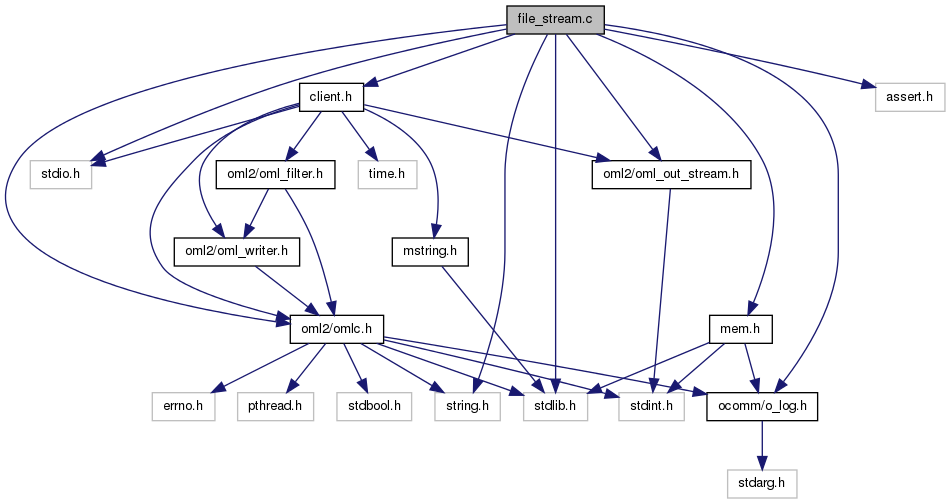 file_stream.c
client.h
assert.h
stdio.h
oml2/oml_filter.h
time.h
oml2/oml_out_stream.h
oml2/oml_writer.h
mstring.h
oml2/omlc.h
mem.h
errno.h
pthread.h
stdbool.h
string.h
stdlib.h
stdint.h
ocomm/o_log.h
stdarg.h